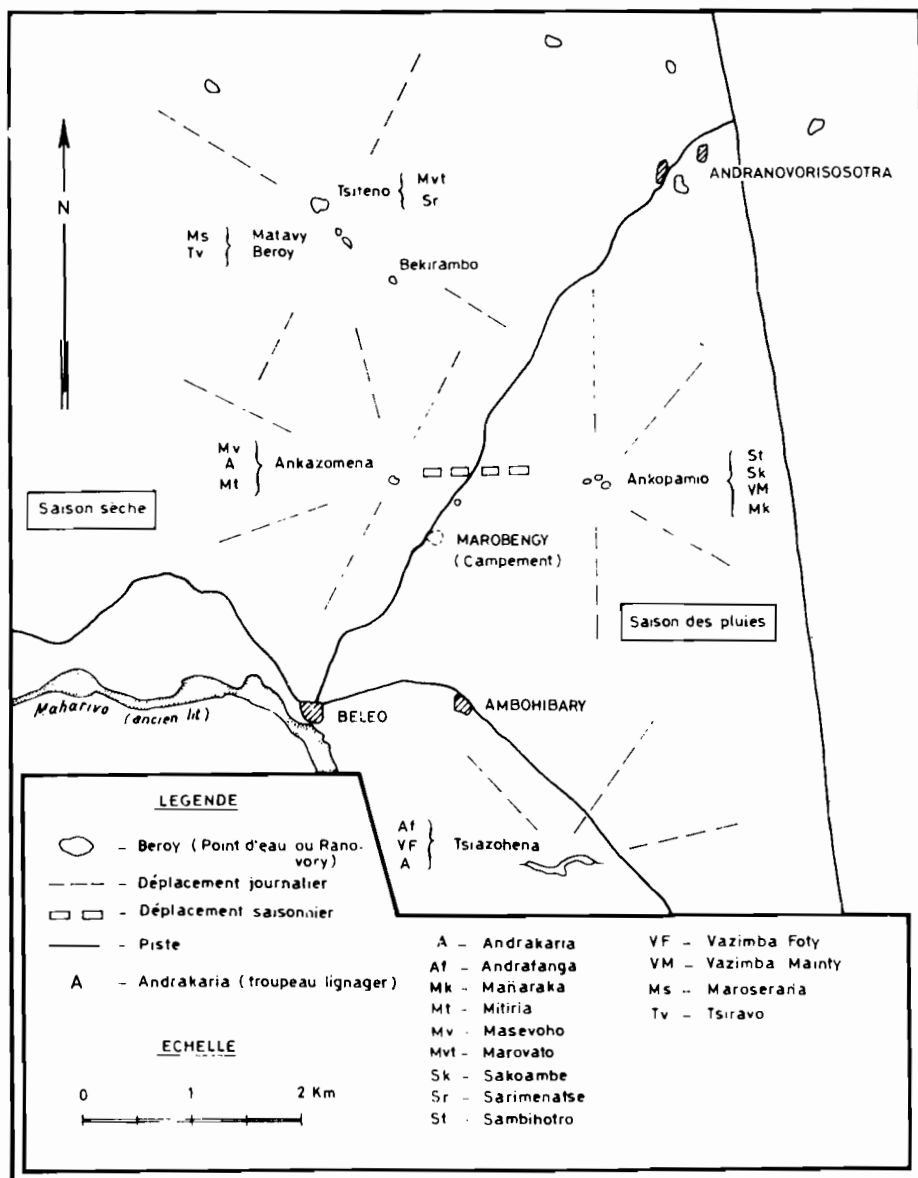 N
Tsiteno { Mvt
Sr
ANDRANOVORISOSOTRA
Ms } Matavy
Tv } Beroy
Bekirambo
Mv
A } Ankazomena
Mt
Ankopamio { St
Sk
VM
Mk
Saison sèche
MAROBENGY
(Campement)
Saison des pluies
Maharivo (ancien lit)
BELEO
AMBOHIBARY
Af
VF } Tsiazohena
A
LEGENDE
- Beroy (Point d'eau ou Rano-
vory)
- Déplacement journalier
- Déplacement saisonnier
- Piste
A - Andrakaria (troupeau lignager)
ECHELLE
0 1 2 Km
A - Andrakaria
Af - Andrafanga
Mk - Mañaraka
Mt - Mitiria
Mv - Masevoho
Mvt - Marovato
Sk - Sakoambe
Sr - Sarimenatse
St - Sambihotro
VF - Vazimba Foty
VM - Vazimba Mainty
Ms - Maroseraña
Tv - Tsiravo